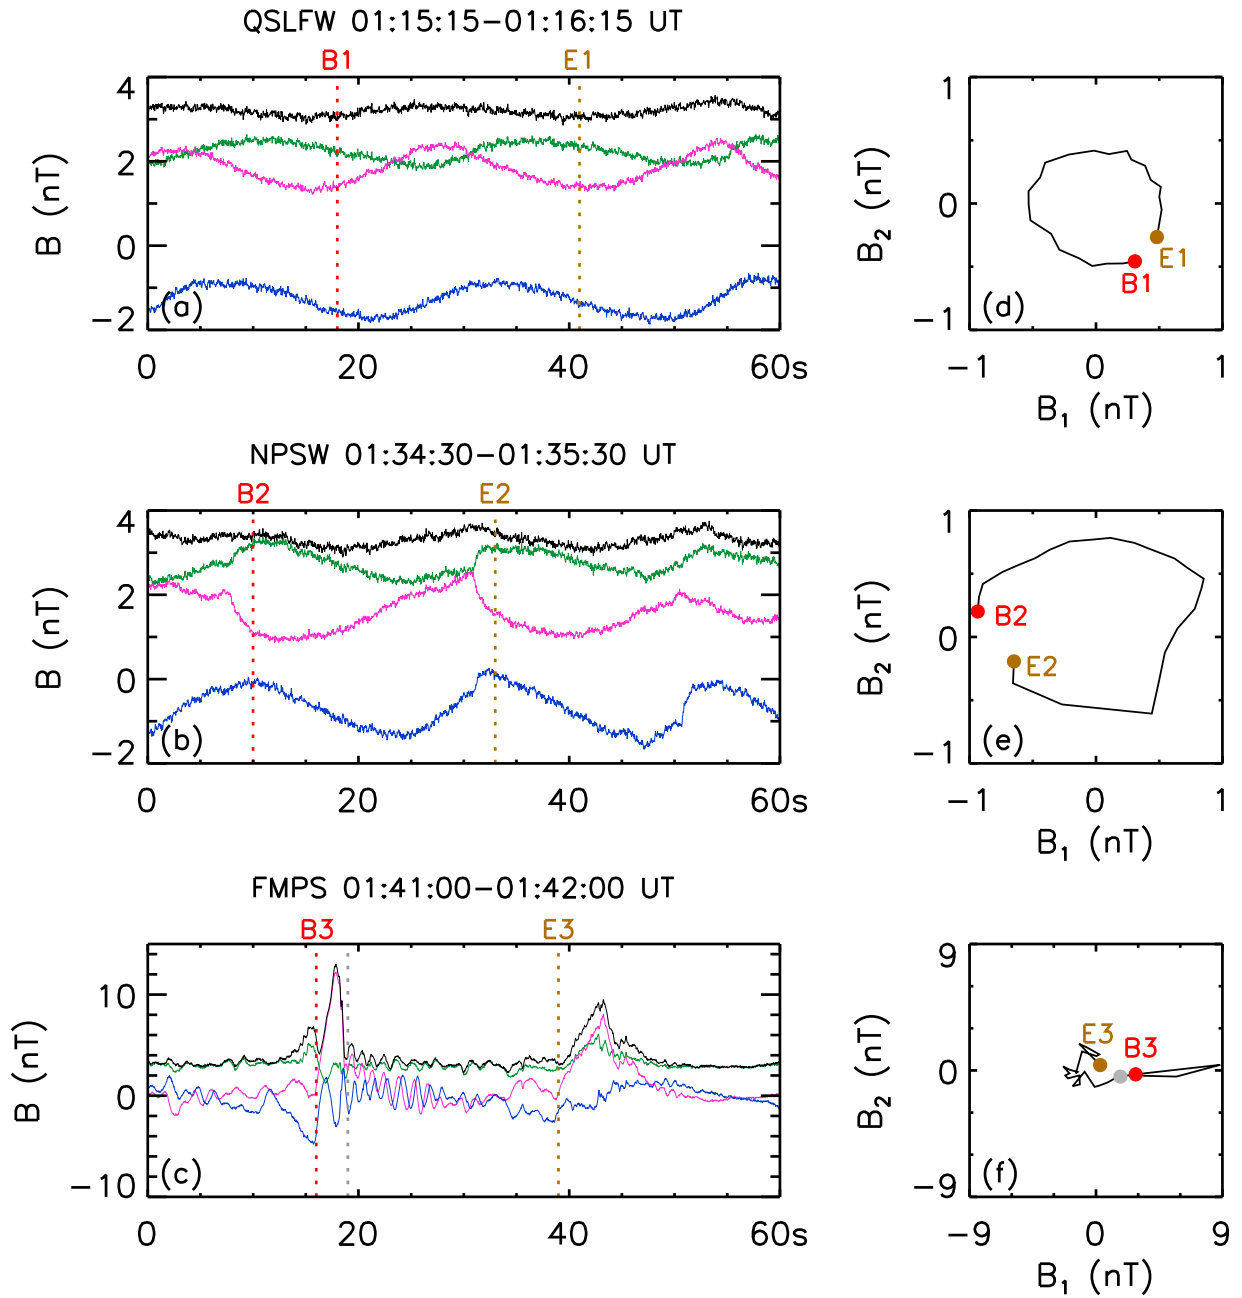 QSLFW 01:15:15−01:16:15 UT
B1 E1
4
2
0
−2
B (nT)
(a)
0 20 40 60s
1
0
−1
B₂ (nT)
E1
B1
(d)
−1 0 1
B₁ (nT)
NPSW 01:34:30−01:35:30 UT
B2 E2
4
2
0
−2
B (nT)
(b)
0 20 40 60s
1
0
−1
B₂ (nT)
B2
E2
(e)
−1 0 1
B₁ (nT)
FMPS 01:41:00−01:42:00 UT
B3 E3
10
0
−10
B (nT)
(c)
0 20 40 60s
9
0
−9
B₂ (nT)
E3
B3
(f)
−9 0 9
B₁ (nT)